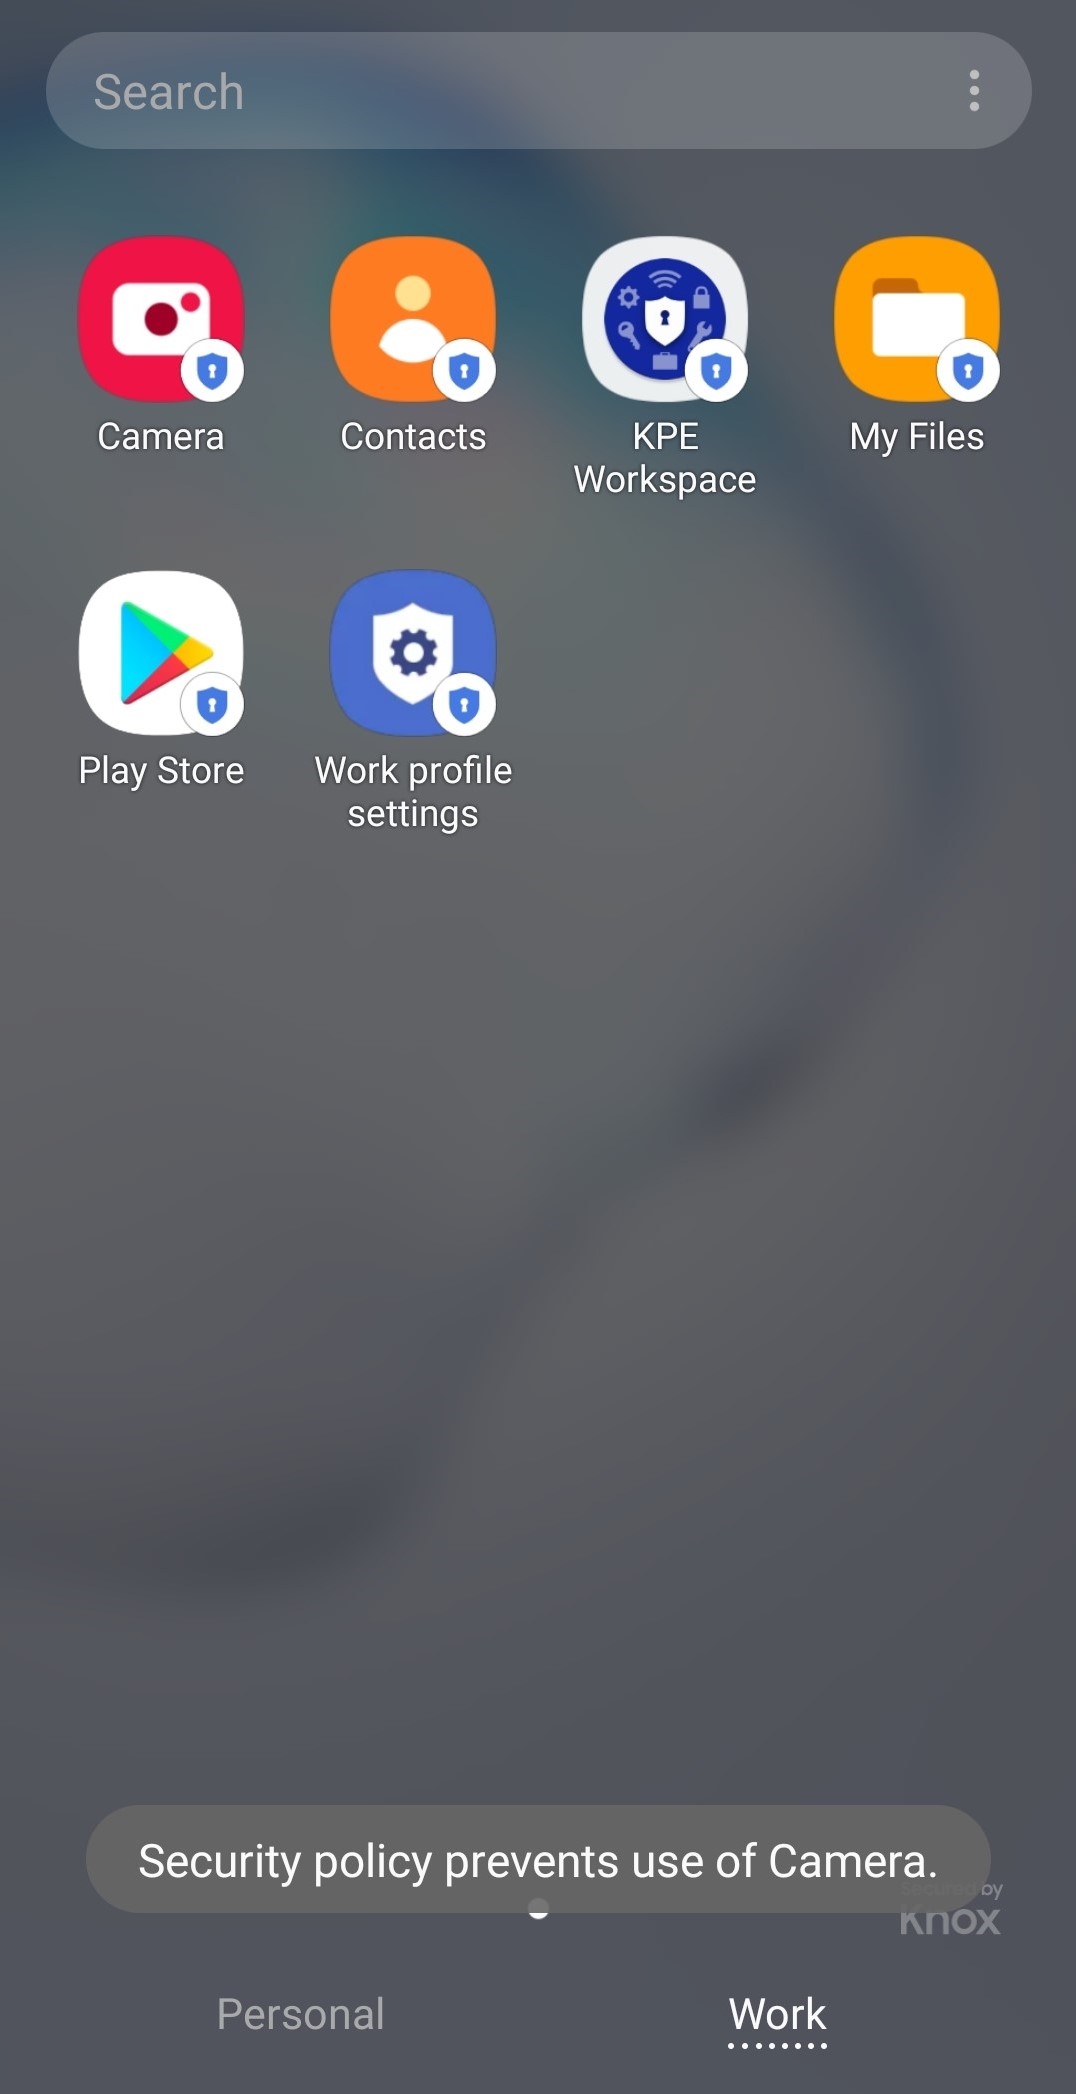 Search
Camera
Contacts
KPE
Workspace
My Files
Play Store
Work profile
settings
Security policy prevents use of Camera.
Secured by
Knox
Personal
Work